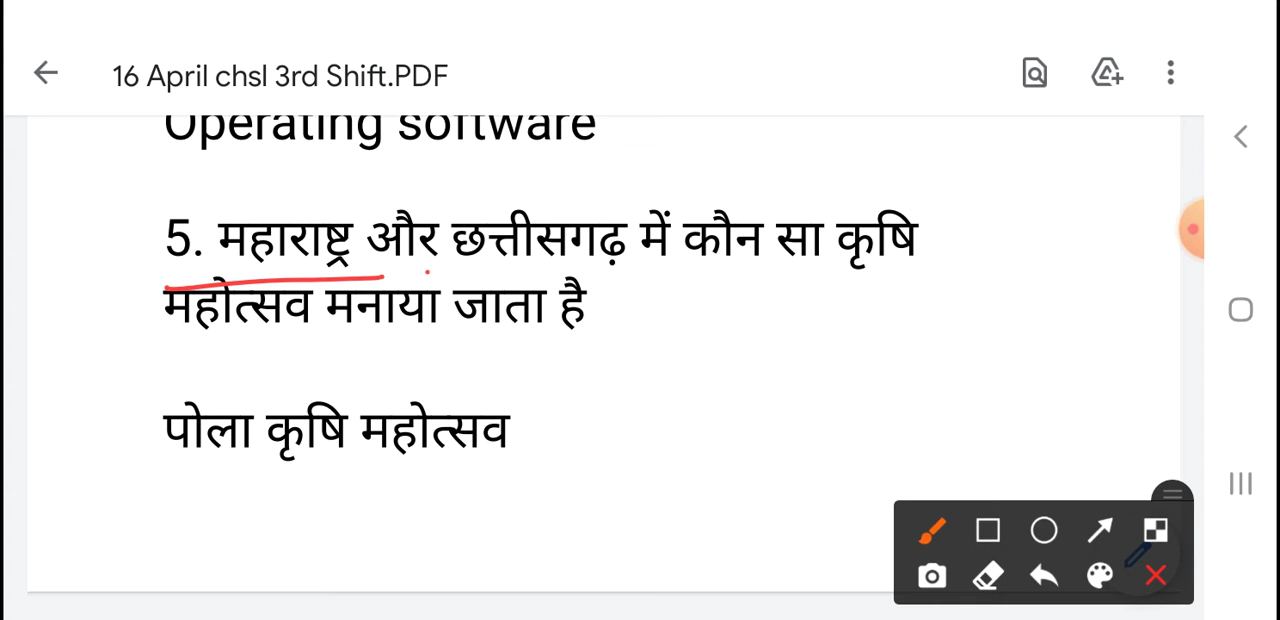 16 April chsl 3rd Shift.PDF
Operating software
5. महाराष्ट्र और छत्तीसगढ़ में कौन सा कृषि
महोत्सव मनाया जाता है
पोला कृषि महोत्सव